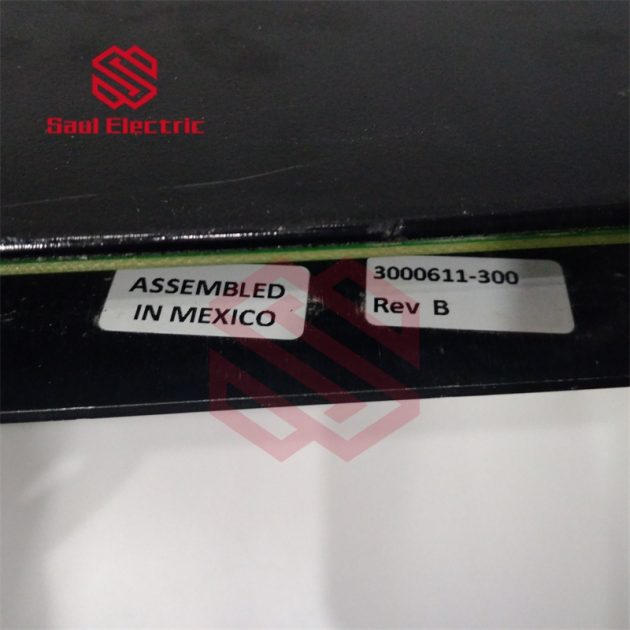 Saul Electric
ASSEMBLED
IN MEXICO
3000611-300
Rev B